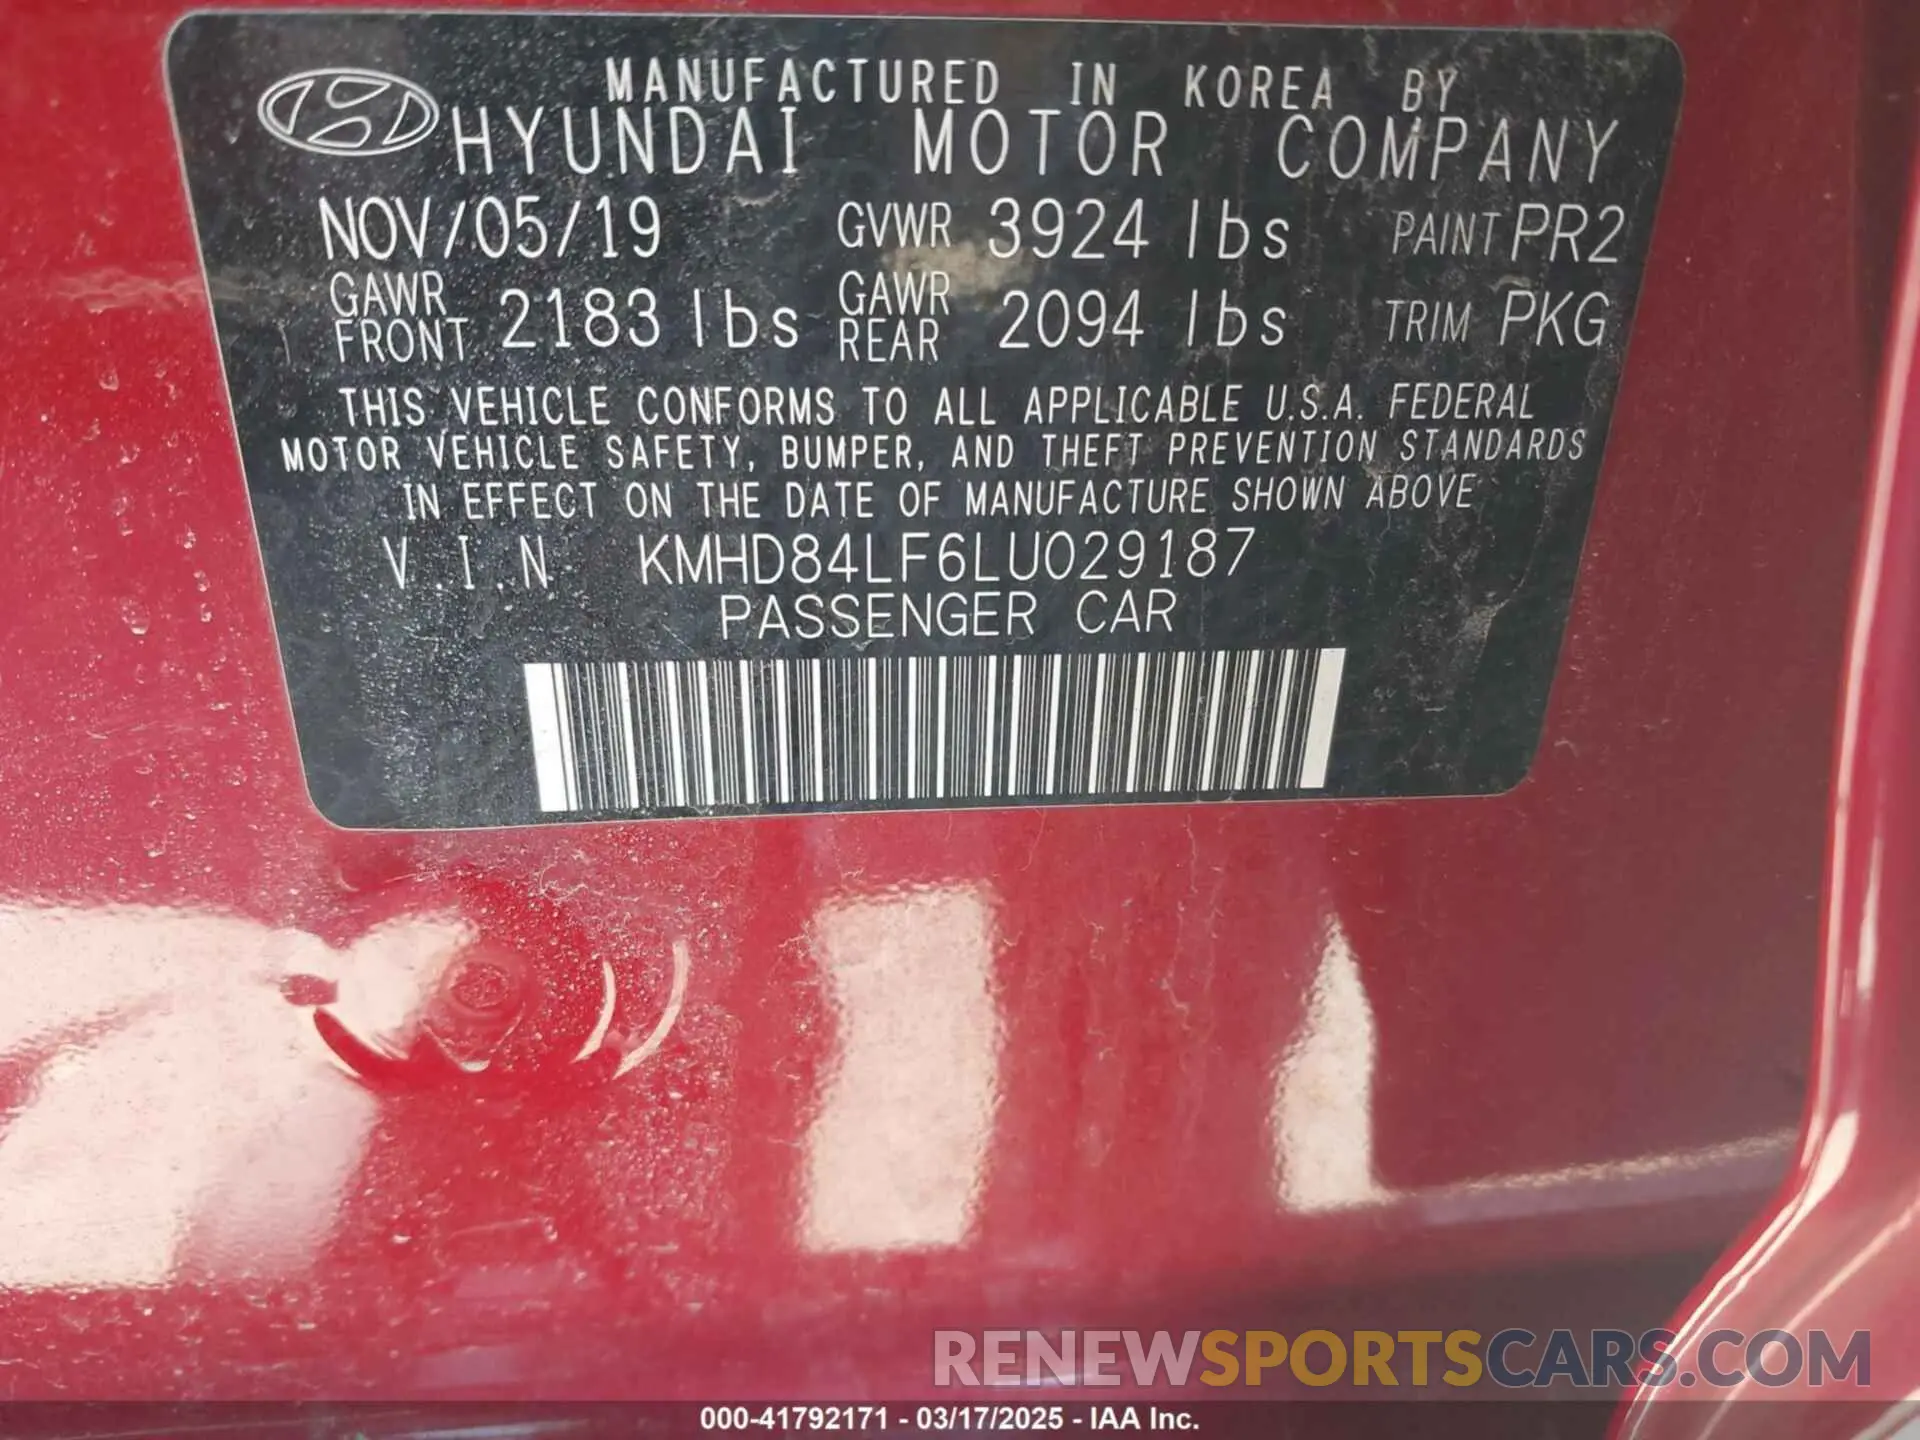 MANUFACTURED IN KOREA BY
HYUNDAI MOTOR COMPANY
NOV/05/19 GVWR 3924 lbs PAINT PR2
GAWR FRONT 2183 lbs GAWR REAR 2094 lbs TRIM PKG
THIS VEHICLE CONFORMS TO ALL APPLICABLE U.S.A. FEDERAL
MOTOR VEHICLE SAFETY, BUMPER, AND THEFT PREVENTION STANDARDS
IN EFFECT ON THE DATE OF MANUFACTURE SHOWN ABOVE
V.I.N KMHD84LF6LU029187
PASSENGER CAR
RENEWSPORTSCARS.COM
000-41792171 - 03/17/2025 - IAA Inc.